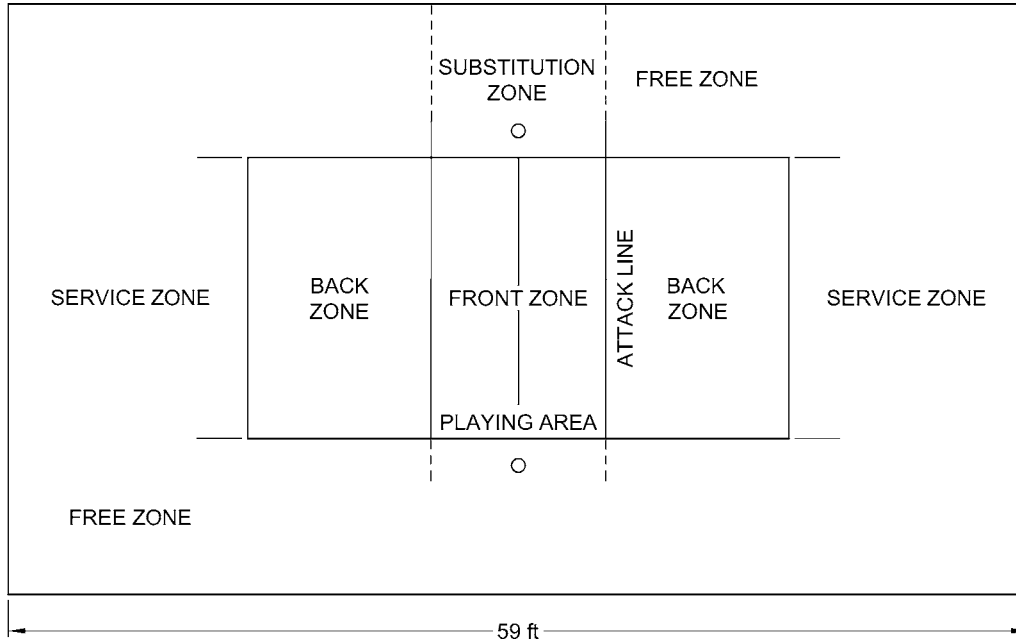 SUBSTITUTION
ZONE
FREE ZONE
SERVICE ZONE
BACK
ZONE
FRONT ZONE
ATTACK LINE
BACK
ZONE
SERVICE ZONE
PLAYING AREA
FREE ZONE
59 ft